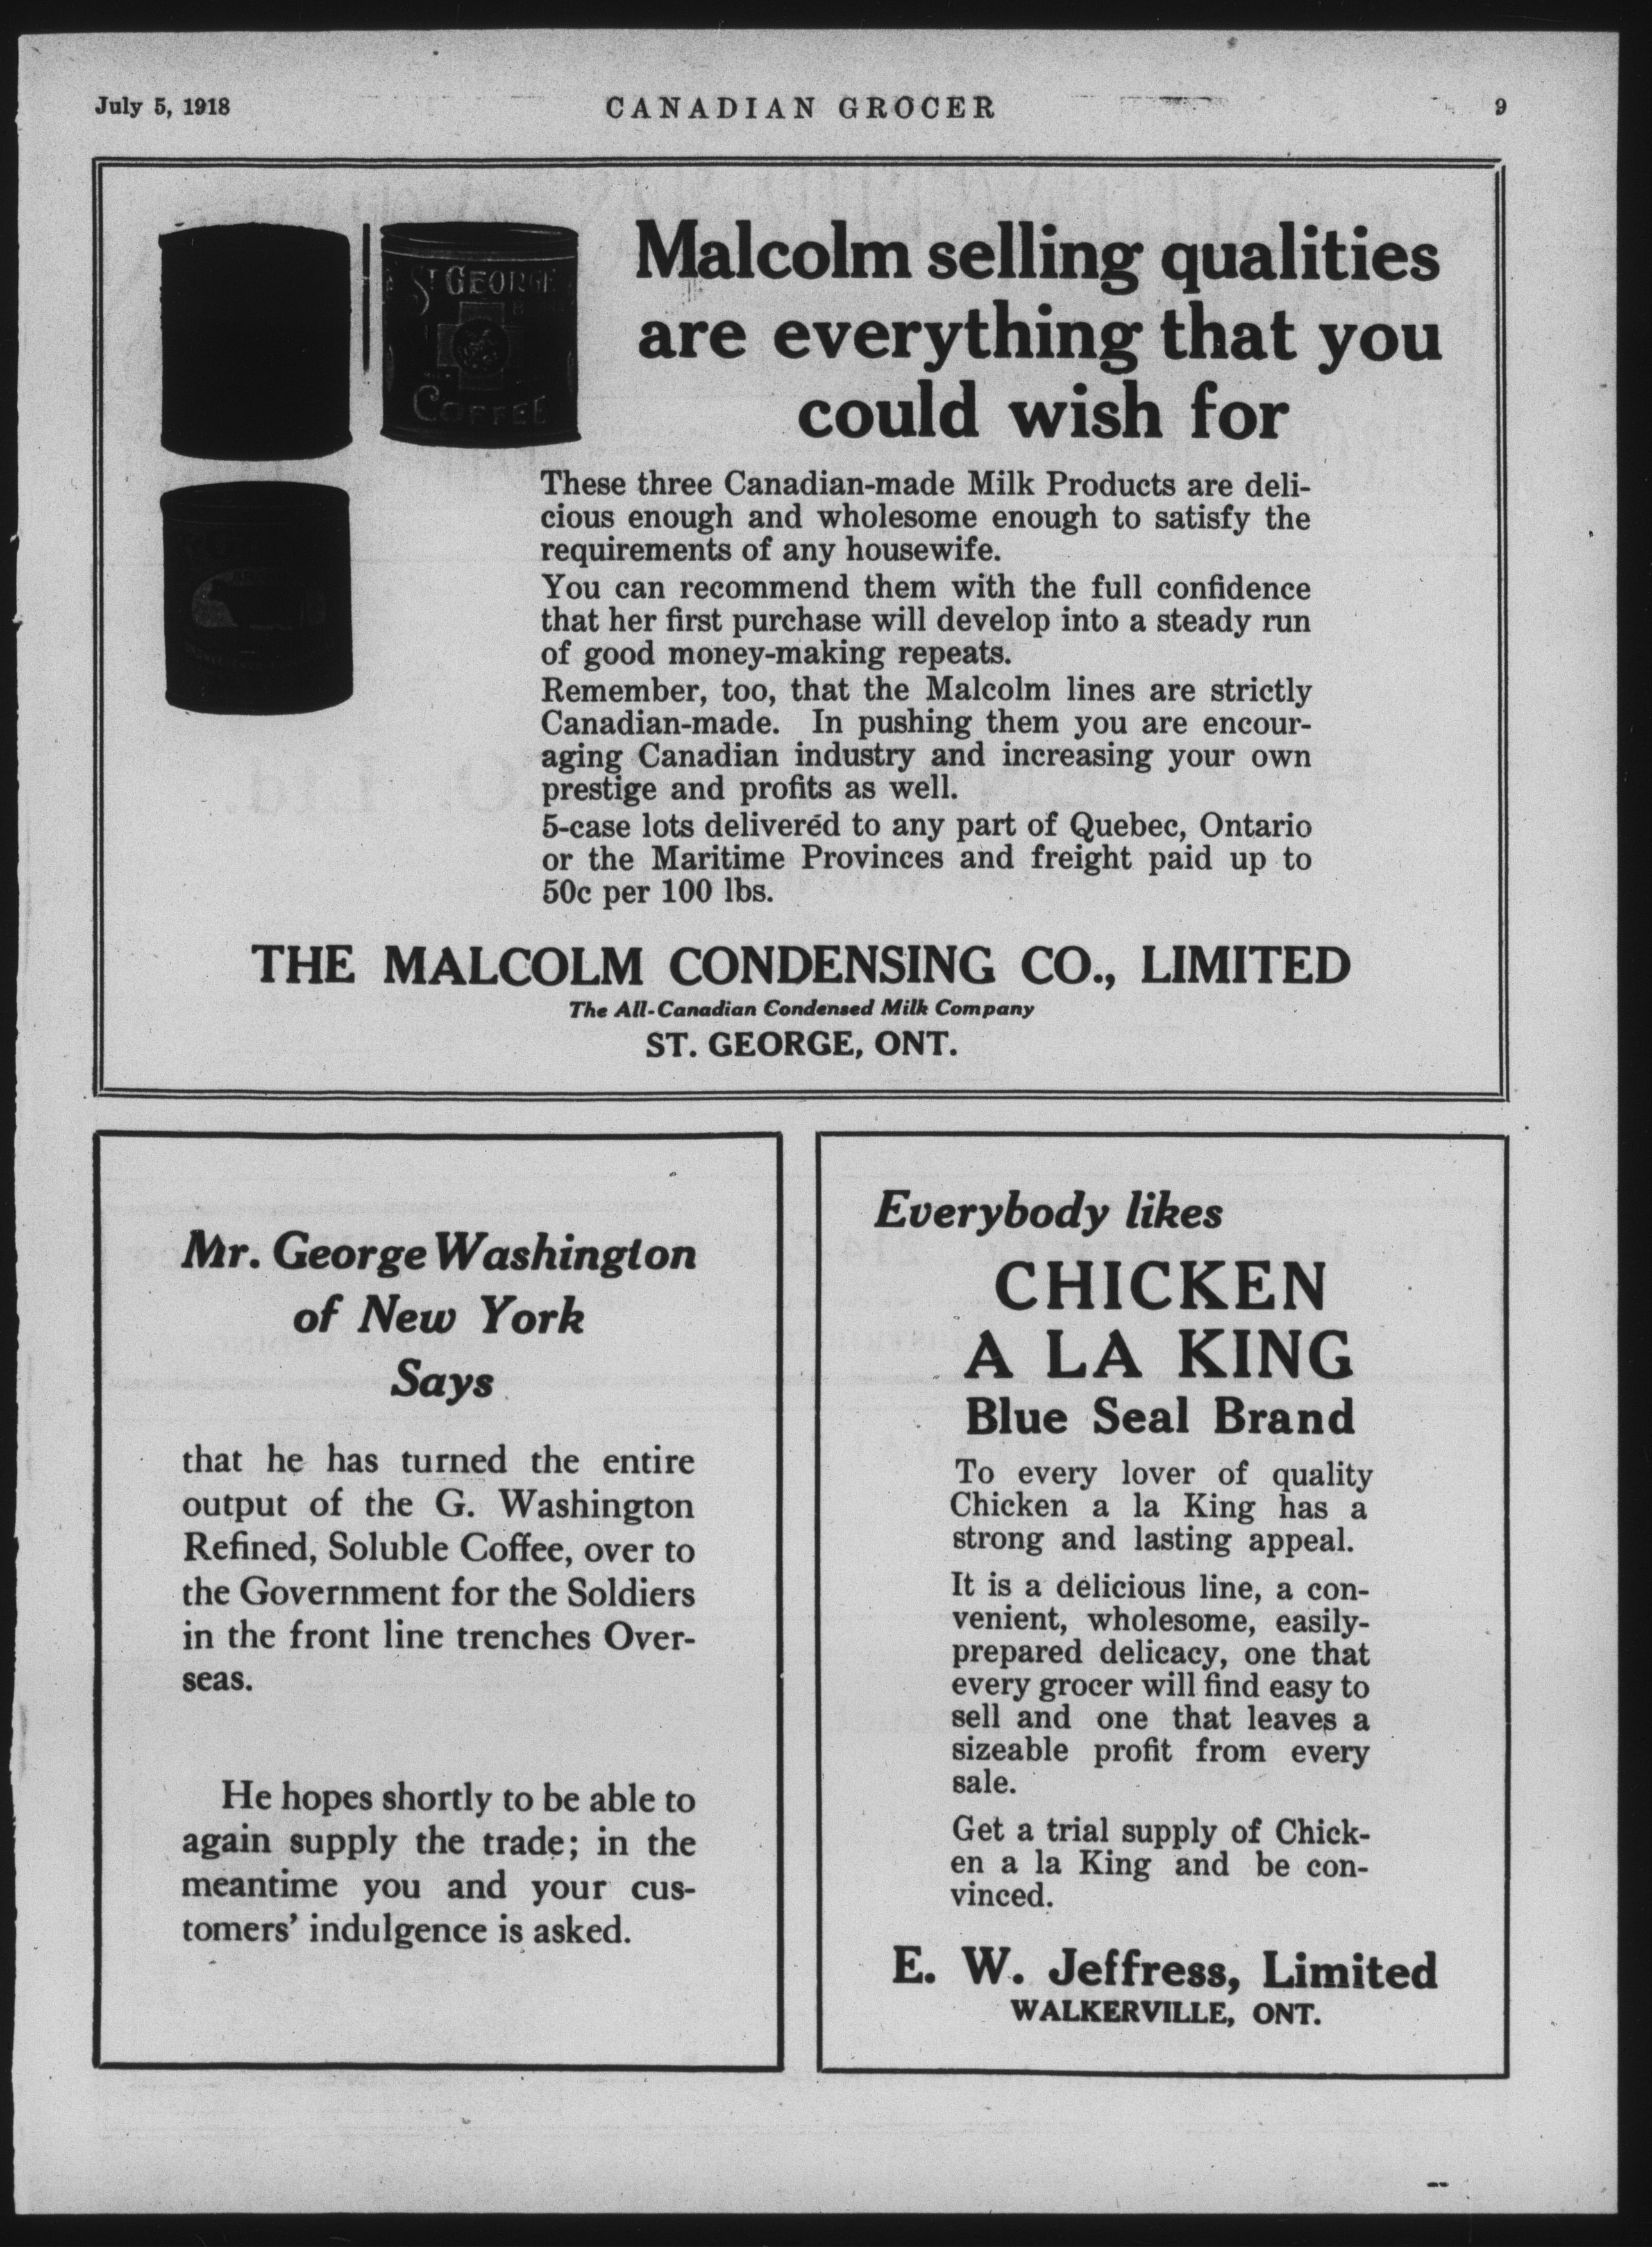 July 5, 1918
CANADIAN GROCER
9
ST GEORGE
COFFEE
Malcolm selling qualities
are everything that you
could wish for
These three Canadian-made Milk Products are deli-
cious enough and wholesome enough to satisfy the
requirements of any housewife.
You can recommend them with the full confidence
that her first purchase will develop into a steady run
of good money-making repeats.
Remember, too, that the Malcolm lines are strictly
Canadian-made. In pushing them you are encour-
aging Canadian industry and increasing your own
prestige and profits as well.
5-case lots delivered to any part of Quebec, Ontario
or the Maritime Provinces and freight paid up to
50c per 100 lbs.
THE MALCOLM CONDENSING CO., LIMITED
The All-Canadian Condensed Milk Company
ST. GEORGE, ONT.
Mr. George Washington
of New York
Says
that he has turned the entire
output of the G. Washington
Refined, Soluble Coffee, over to
the Government for the Soldiers
in the front line trenches Over-
seas.
He hopes shortly to be able to
again supply the trade; in the
meantime you and your cus-
tomers' indulgence is asked.
Everybody likes
CHICKEN
A LA KING
Blue Seal Brand
To every lover of quality
Chicken a la King has a
strong and lasting appeal.
It is a delicious line, a con-
venient, wholesome, easily-
prepared delicacy, one that
every grocer will find easy to
sell and one that leaves a
sizeable profit from every
sale.
Get a trial supply of Chick-
en a la King and be con-
vinced.
E. W. Jeffress, Limited
WALKERVILLE, ONT.